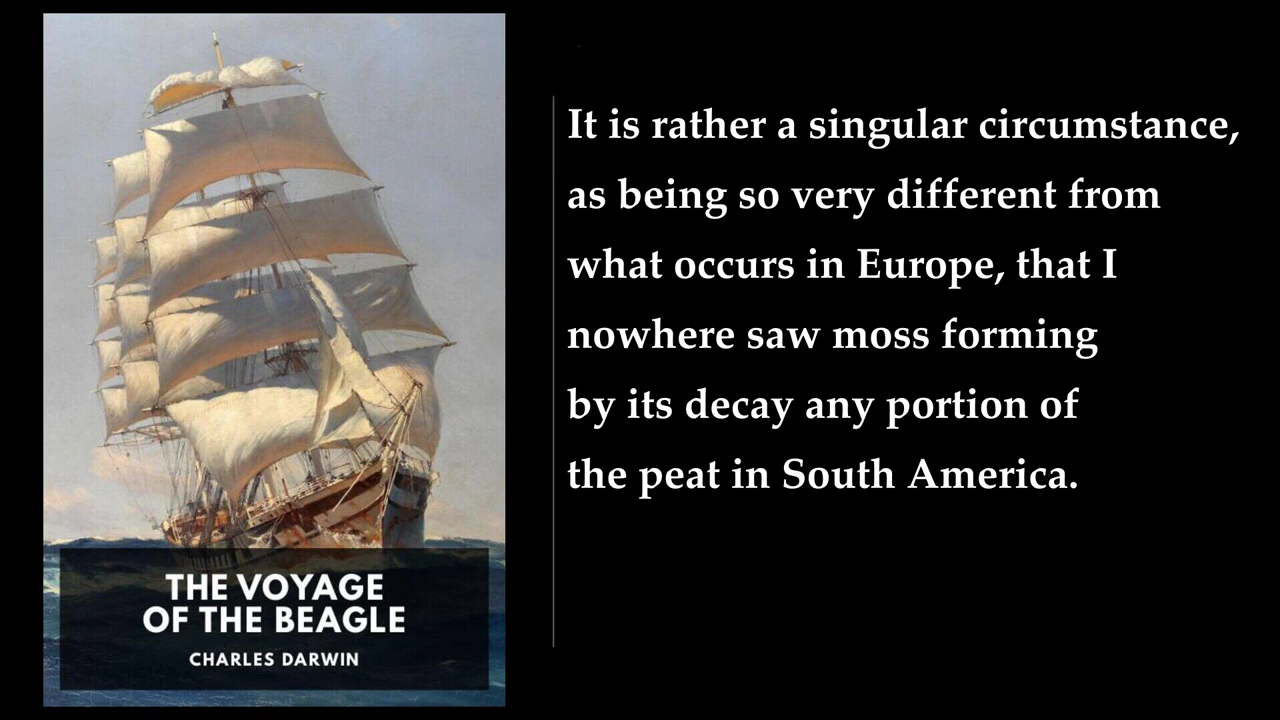 THE VOYAGE
OF THE BEAGLE
CHARLES DARWIN
It is rather a singular circumstance,
as being so very different from
what occurs in Europe, that I
nowhere saw moss forming
by its decay any portion of
the peat in South America.